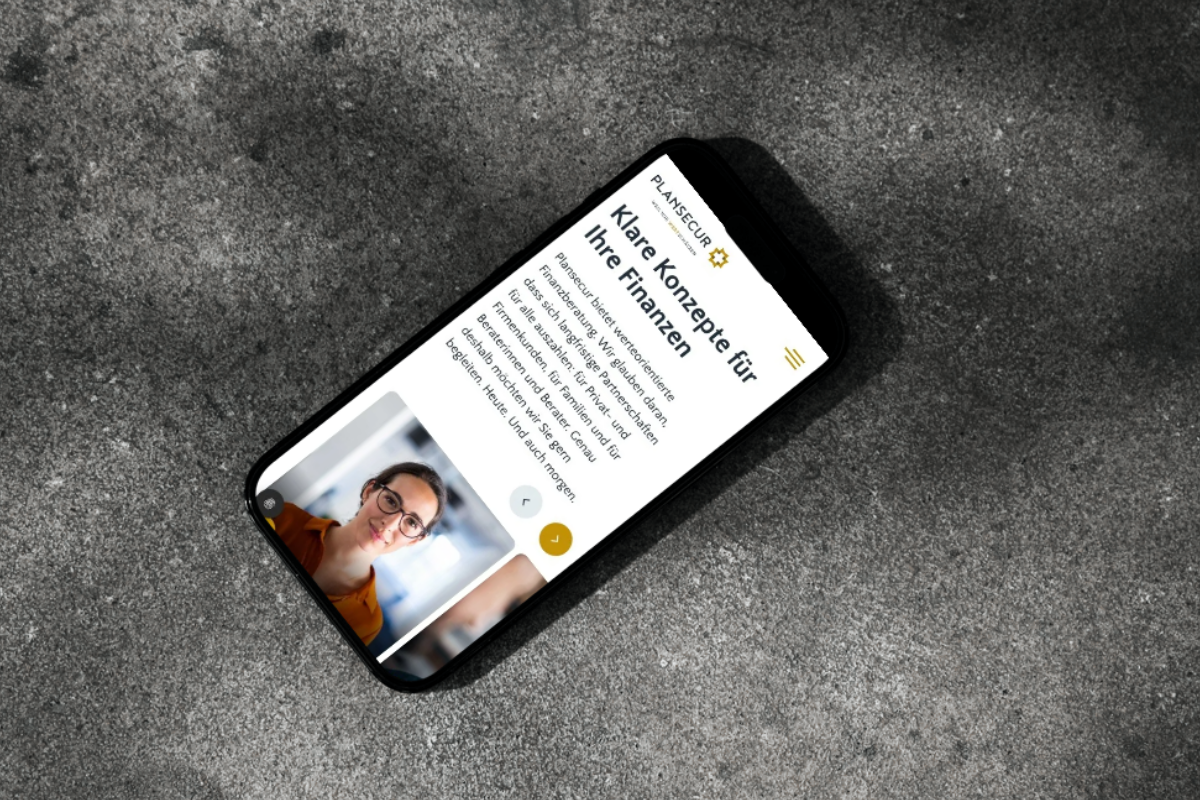 PLANSECUR
Klare Konzepte für
Ihre Finanzen
Plansecur bietet werteorientierte
Finanzberatung. Wir glauben daran,
dass sich langfristige Partnerschaften
für alle auszahlen: für Privat- und
Firmenkunden, für Familien und für
Beraterinnen und Berater. Genau
deshalb möchten wir Sie gern
begleiten. Heute. Und auch morgen.